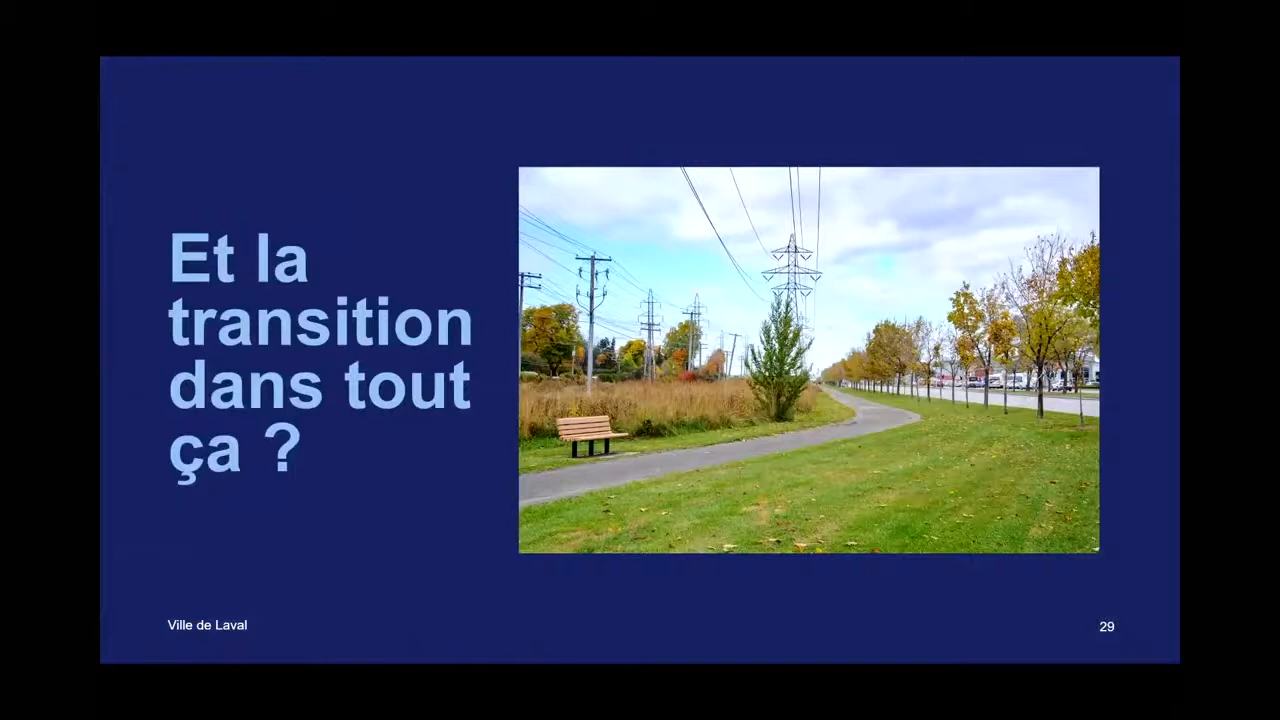 Et la
transition
dans tout
ça ?
Ville de Laval
29